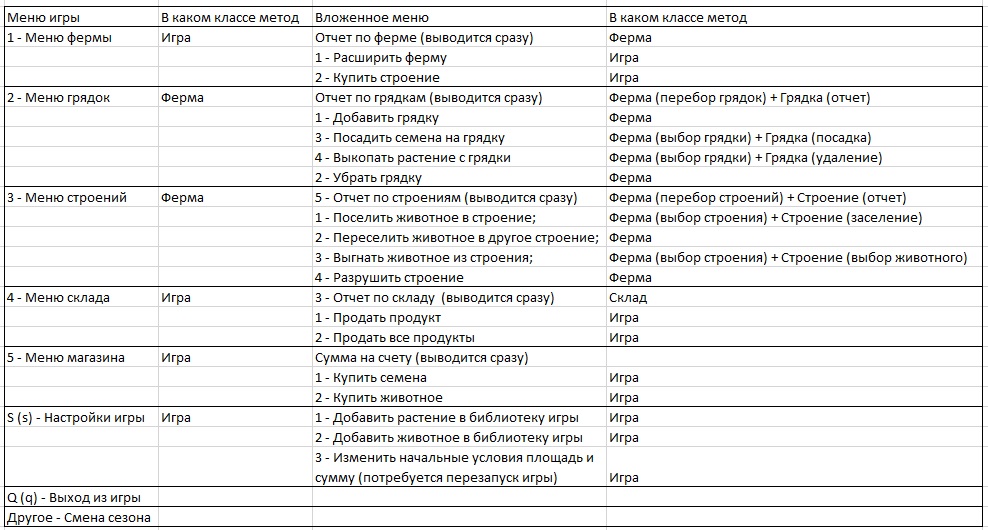 Меню игры В каком классе метод Вложенное меню В каком классе метод
1 - Меню фермы Игра Отчет по ферме (выводится сразу) Ферма
1 - Расширить ферму Игра
2 - Купить строение Игра
2 - Меню грядок Ферма Отчет по грядкам (выводится сразу) Ферма (перебор грядок) + Грядка (отчет)
1 - Добавить грядку Ферма
3 - Посадить семена на грядку Ферма (выбор грядки) + Грядка (посадка)
4 - Выкопать растение с грядки Ферма (выбор грядки) + Грядка (удаление)
2 - Убрать грядку Ферма
3 - Меню строений Ферма 5 - Отчет по строениям (выводится сразу) Ферма (перебор строений) + Строение (отчет)
1 - Поселить животное в строение; Ферма (выбор строения) + Строение (заселение)
2 - Переселить животное в другое строение; Ферма
3 - Выгнать животное из строения; Ферма (выбор строения) + Строение (выбор животного)
4 - Разрушить строение Ферма
4 - Меню склада Игра 3 - Отчет по складу (выводится сразу) Склад
1 - Продать продукт Игра
2 - Продать все продукты Игра
5 - Меню магазина Игра Сумма на счету (выводится сразу)
1 - Купить семена Игра
2 - Купить животное Игра
S (s) - Настройки игры Игра 1 - Добавить растение в библиотеку игры Игра
2 - Добавить животное в библиотеку игры Игра
3 - Изменить начальные условия площадь и
сумму (потребуется перезапуск игры) Игра
Q (q) - Выход из игры
Другое - Смена сезона